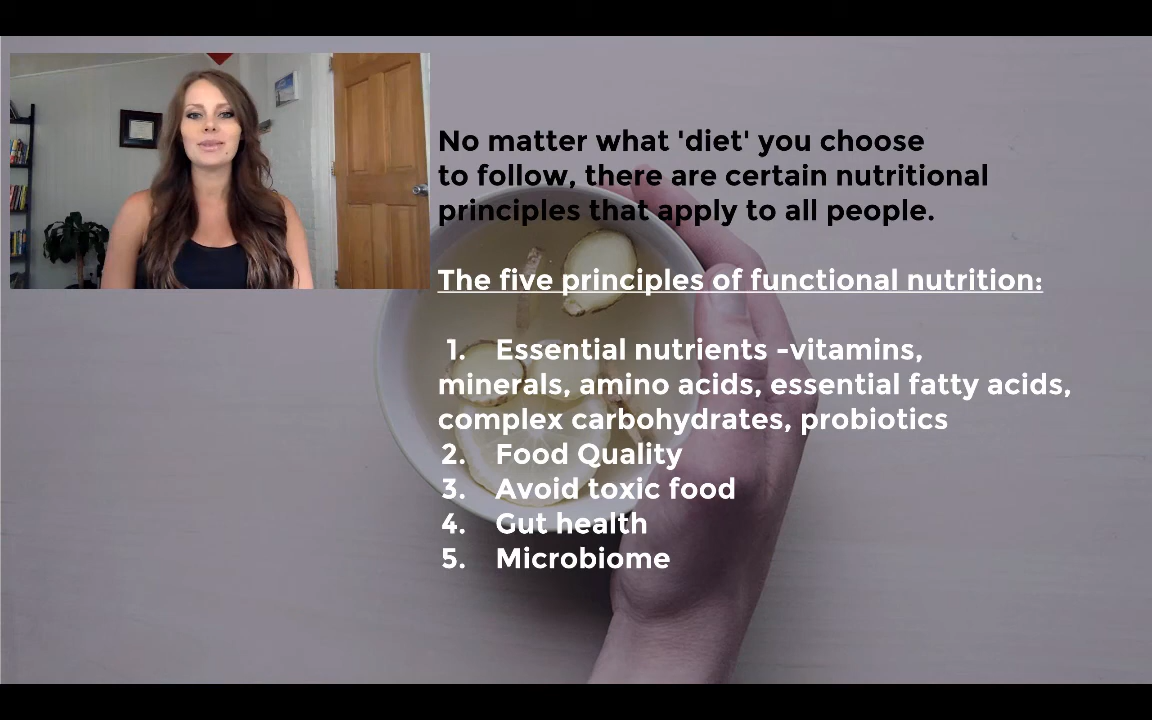 No matter what 'diet' you choose
to follow, there are certain nutritional
principles that apply to all people.
The five principles of functional nutrition:
1. Essential nutrients -vitamins,
minerals, amino acids, essential fatty acids,
complex carbohydrates, probiotics
2. Food Quality
3. Avoid toxic food
4. Gut health
5. Microbiome